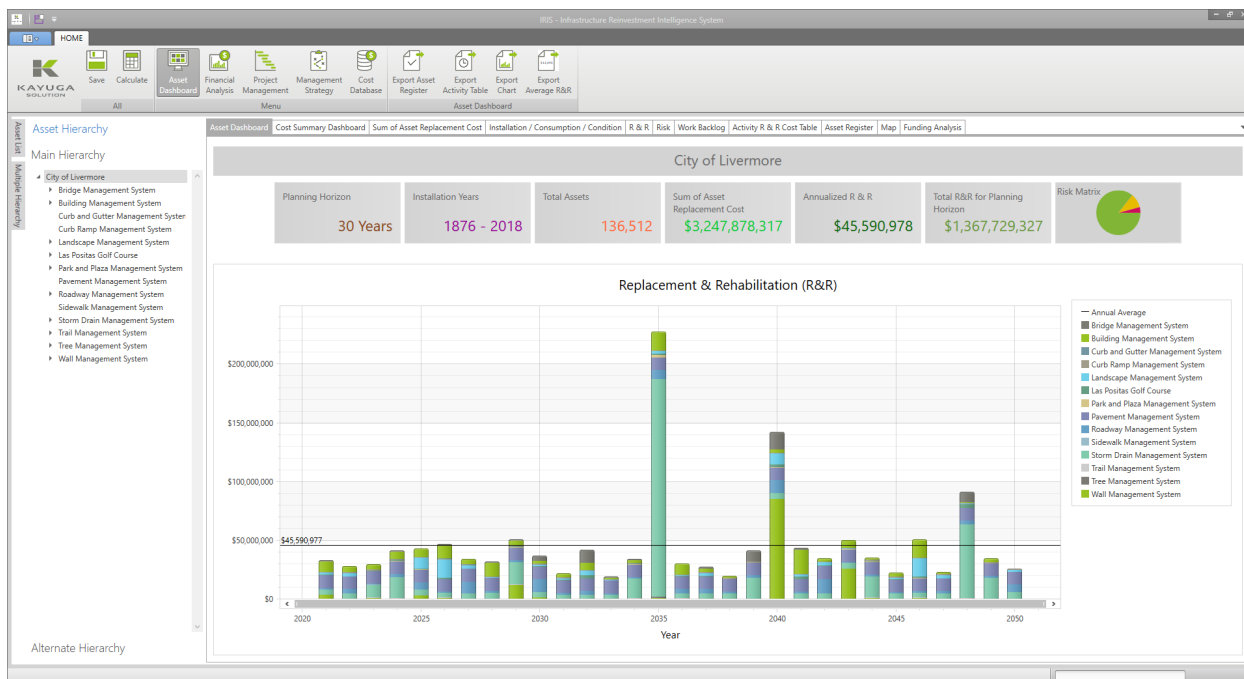 IRIS - Infrastructure Reinvestment Intelligence System
HOME
KAYUGA
SOLUTION
Save
Calculate
Asset
Dashboard
Financial
Analysis
Project
Management
Management
Strategy
Cost
Database
Export Asset
Register
Export
Activity Table
Export
Chart
Export
Average R&R
All
Menu
Asset Dashboard
Asset List
Multiple Hierarchy
Asset Hierarchy
Main Hierarchy
City of Livermore
Bridge Management System
Building Management System
Curb and Gutter Management Syster
Curb Ramp Management System
Landscape Management System
Las Positas Golf Course
Park and Plaza Management System
Pavement Management System
Roadway Management System
Sidewalk Management System
Storm Drain Management System
Trail Management System
Tree Management System
Wall Management System
Alternate Hierarchy
Asset Dashboard
Cost Summary Dashboard
Sum of Asset Replacement Cost
Installation / Consumption / Condition
R & R
Risk
Work Backlog
Activity R & R Cost Table
Asset Register
Map
Funding Analysis
City of Livermore
Planning Horizon
30 Years
Installation Years
1876 - 2018
Total Assets
136,512
Sum of Asset
Replacement Cost
$3,247,878,317
Annualized R & R
$45,590,978
Total R&R for Planning
Horizon
$1,367,729,327
Risk Matrix
Replacement & Rehabilitation (R&R)
$200,000,000
$150,000,000
$100,000,000
$50,000,000
$0
$45,590,977
2020
2025
2030
2035
2040
2045
2050
Year
Annual Average
Bridge Management System
Building Management System
Curb and Gutter Management System
Curb Ramp Management System
Landscape Management System
Las Positas Golf Course
Park and Plaza Management System
Pavement Management System
Roadway Management System
Sidewalk Management System
Storm Drain Management System
Trail Management System
Tree Management System
Wall Management System